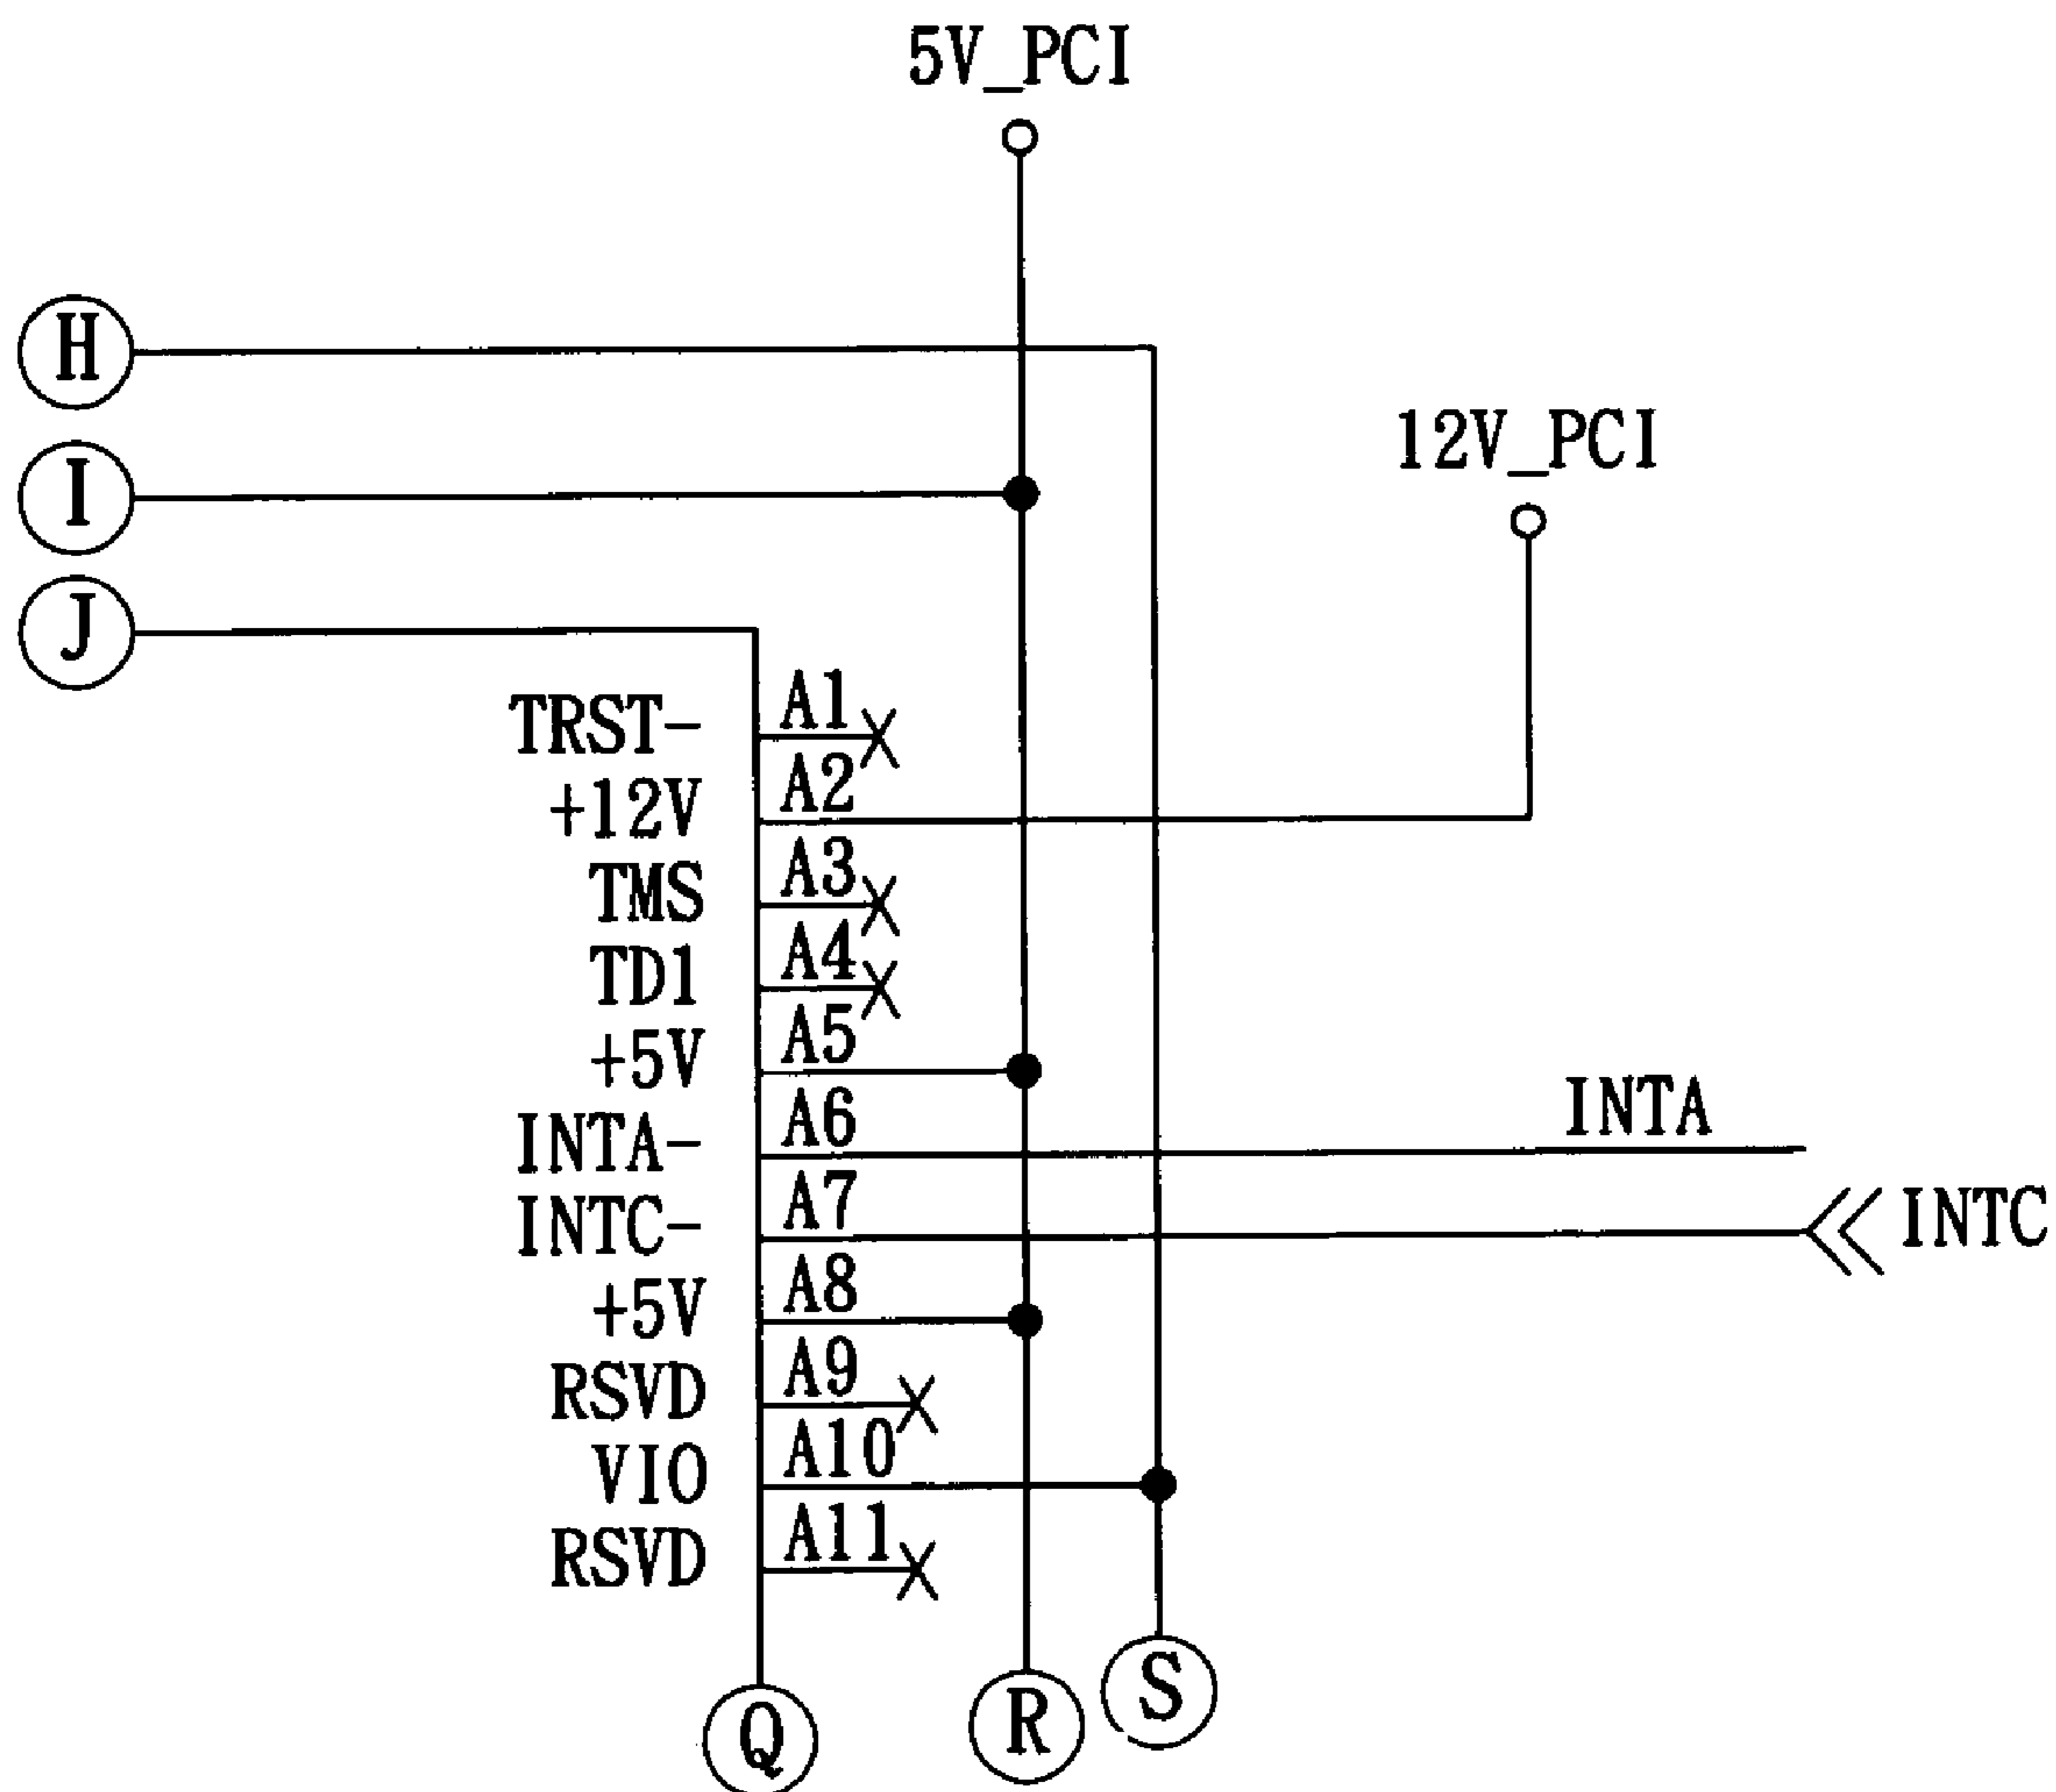 5V_PCI
H
12V_PCI
I
J
TRST- A1
+12V A2
TMS A3
TD1 A4
+5V A5
INTA- A6 INTA
INTC- A7 INTC
+5V A8
RSVD A9
VIO A10
RSVD A11
S
R
Q